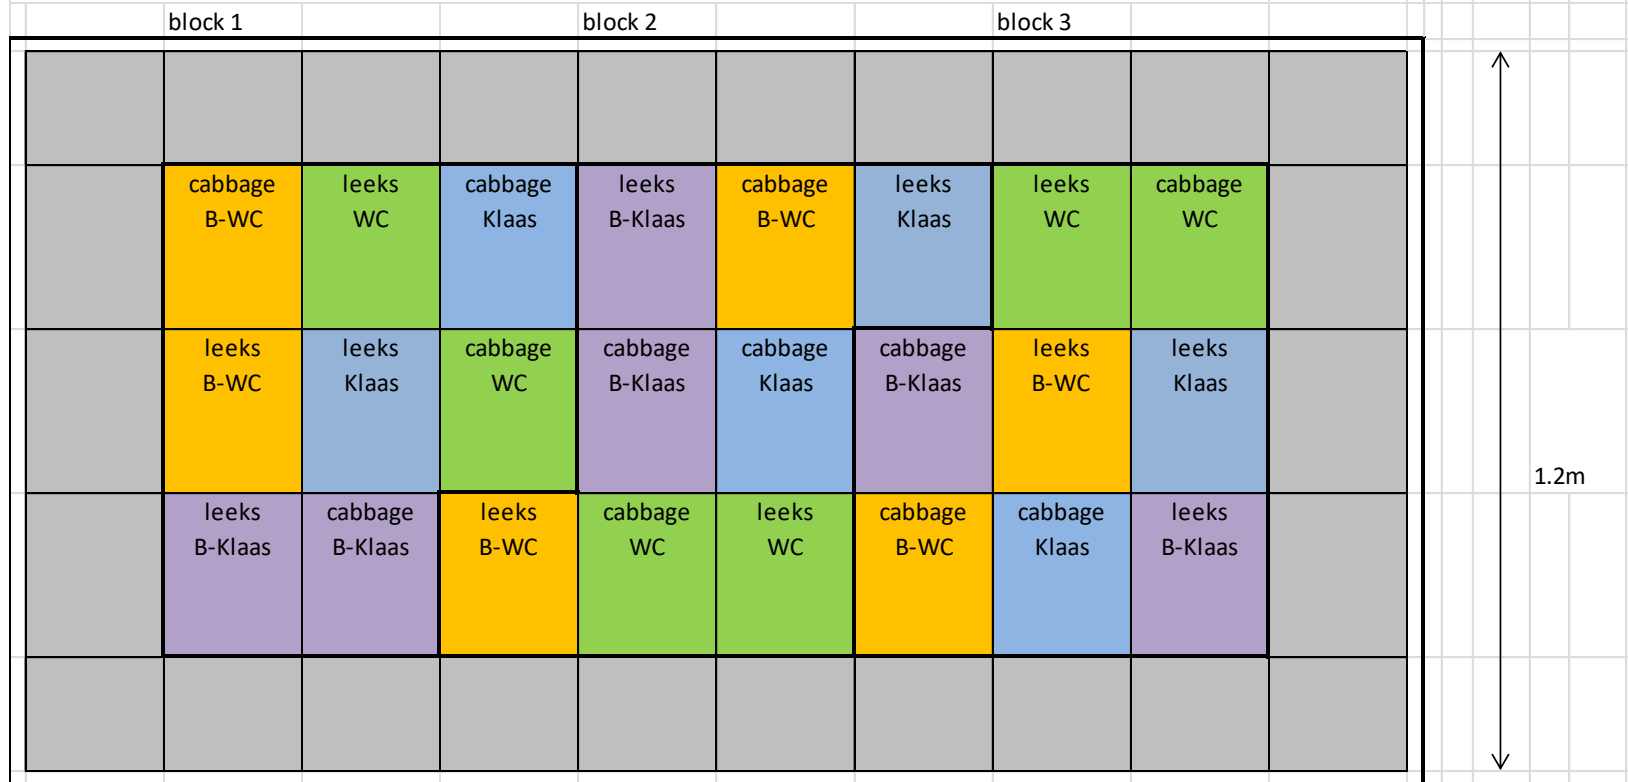 block 1 block 2 block 3
cabbage leeks cabbage leeks cabbage leeks leeks cabbage
B-WC WC Klaas B-Klaas B-WC Klaas WC WC
leeks leeks cabbage cabbage cabbage cabbage leeks leeks
B-WC Klaas WC B-Klaas Klaas B-Klaas B-WC Klaas
1.2m
leeks cabbage leeks cabbage leeks cabbage cabbage leeks
B-Klaas B-Klaas B-WC WC WC B-WC Klaas B-Klaas